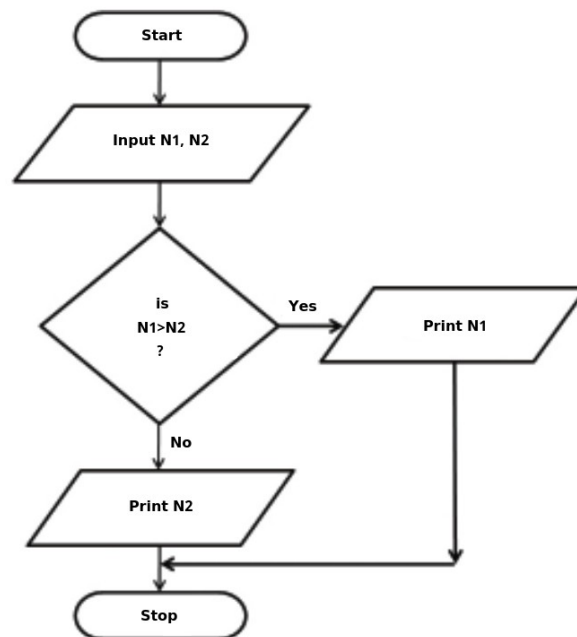 Start
Input N1, N2
is
N1>N2
?
Yes
Print N1
No
Print N2
Stop